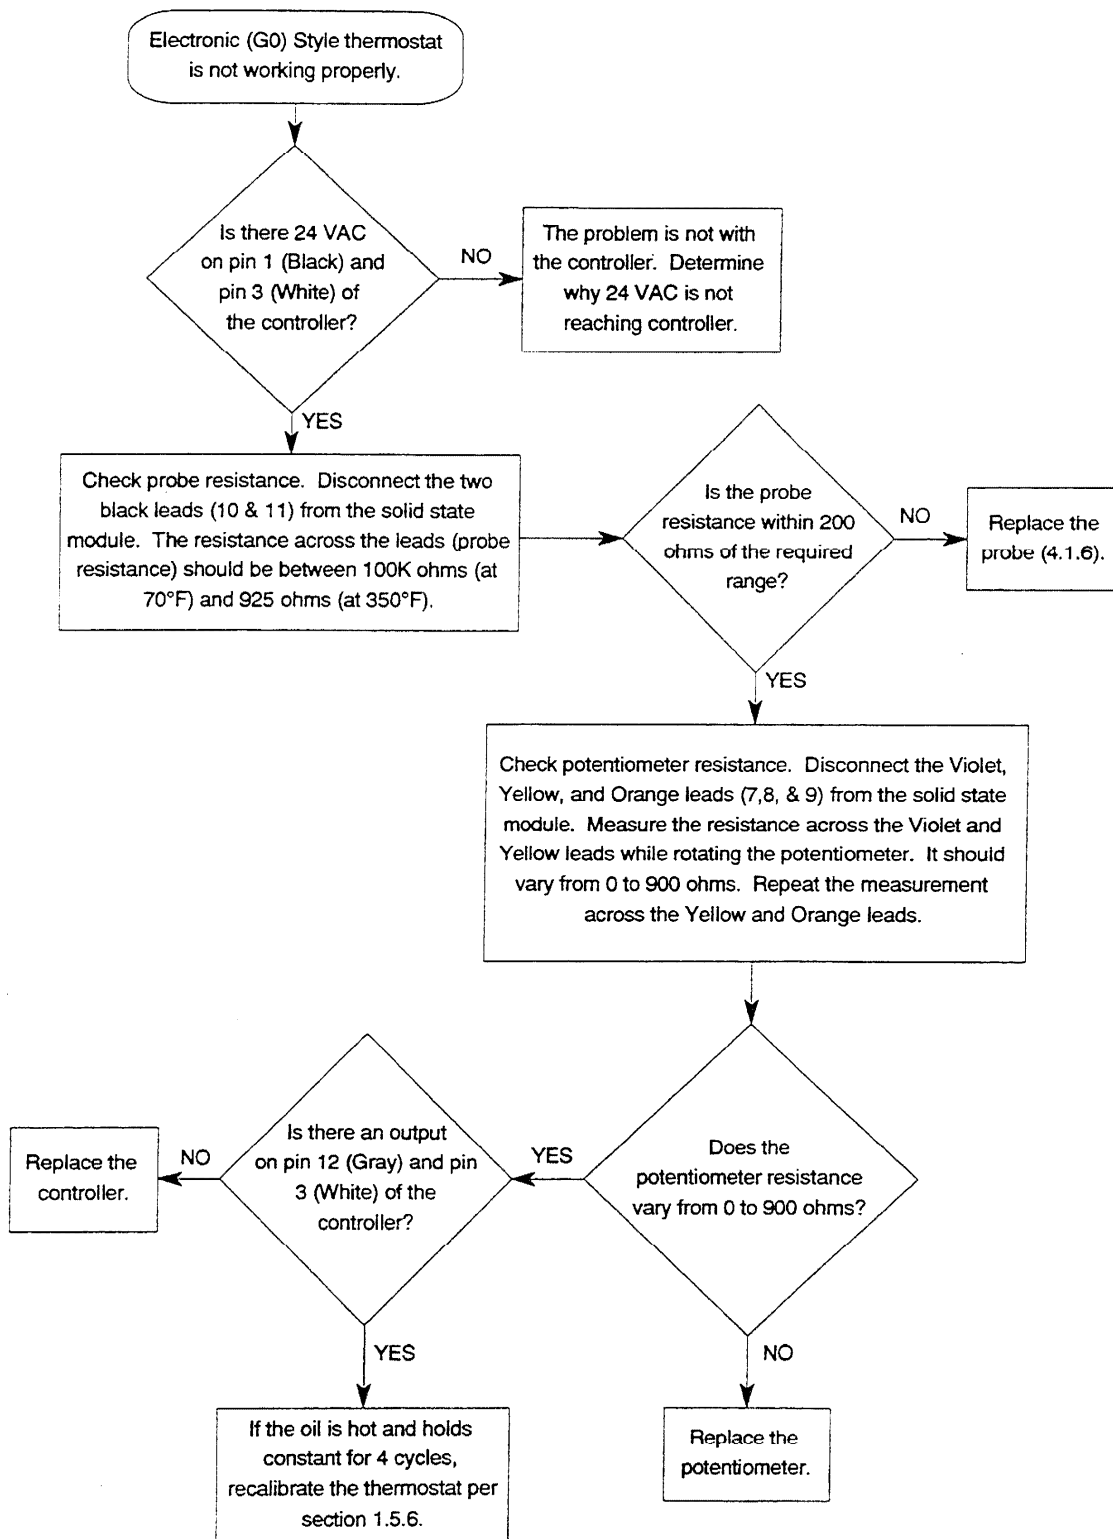 Electronic (G0) Style thermostat
is not working properly.
Is there 24 VAC
on pin 1 (Black) and
pin 3 (White) of
the controller?
NO
The problem is not with
the controller. Determine
why 24 VAC is not
reaching controller.
YES
Check probe resistance. Disconnect the two
black leads (10 & 11) from the solid state
module. The resistance across the leads (probe
resistance) should be between 100K ohms (at
70°F) and 925 ohms (at 350°F).
Is the probe
resistance within 200
ohms of the required
range?
NO
Replace the
probe (4.1.6).
YES
Check potentiometer resistance. Disconnect the Violet,
Yellow, and Orange leads (7,8, & 9) from the solid state
module. Measure the resistance across the Violet and
Yellow leads while rotating the potentiometer. It should
vary from 0 to 900 ohms. Repeat the measurement
across the Yellow and Orange leads.
Does the
potentiometer resistance
vary from 0 to 900 ohms?
YES
Is there an output
on pin 12 (Gray) and pin
3 (White) of the
controller?
NO
Replace the
controller.
YES
If the oil is hot and holds
constant for 4 cycles,
recalibrate the thermostat per
section 1.5.6.
NO
Replace the
potentiometer.